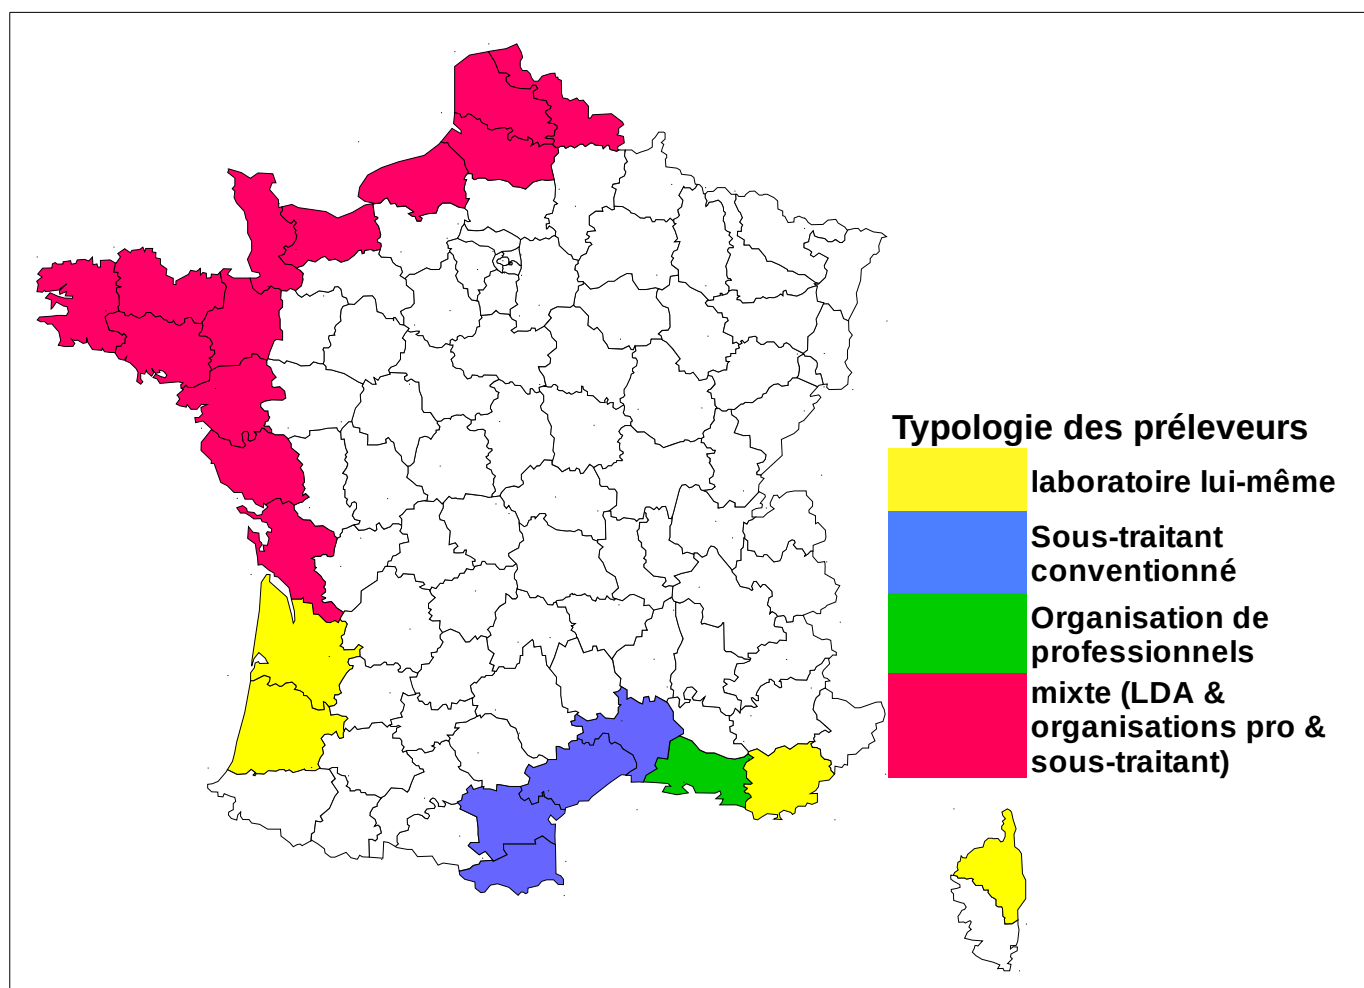 Typologie des préleveurs
laboratoire lui-même
Sous-traitant
conventionné
Organisation de
professionnels
mixte (LDA &
organisations pro &
sous-traitant)